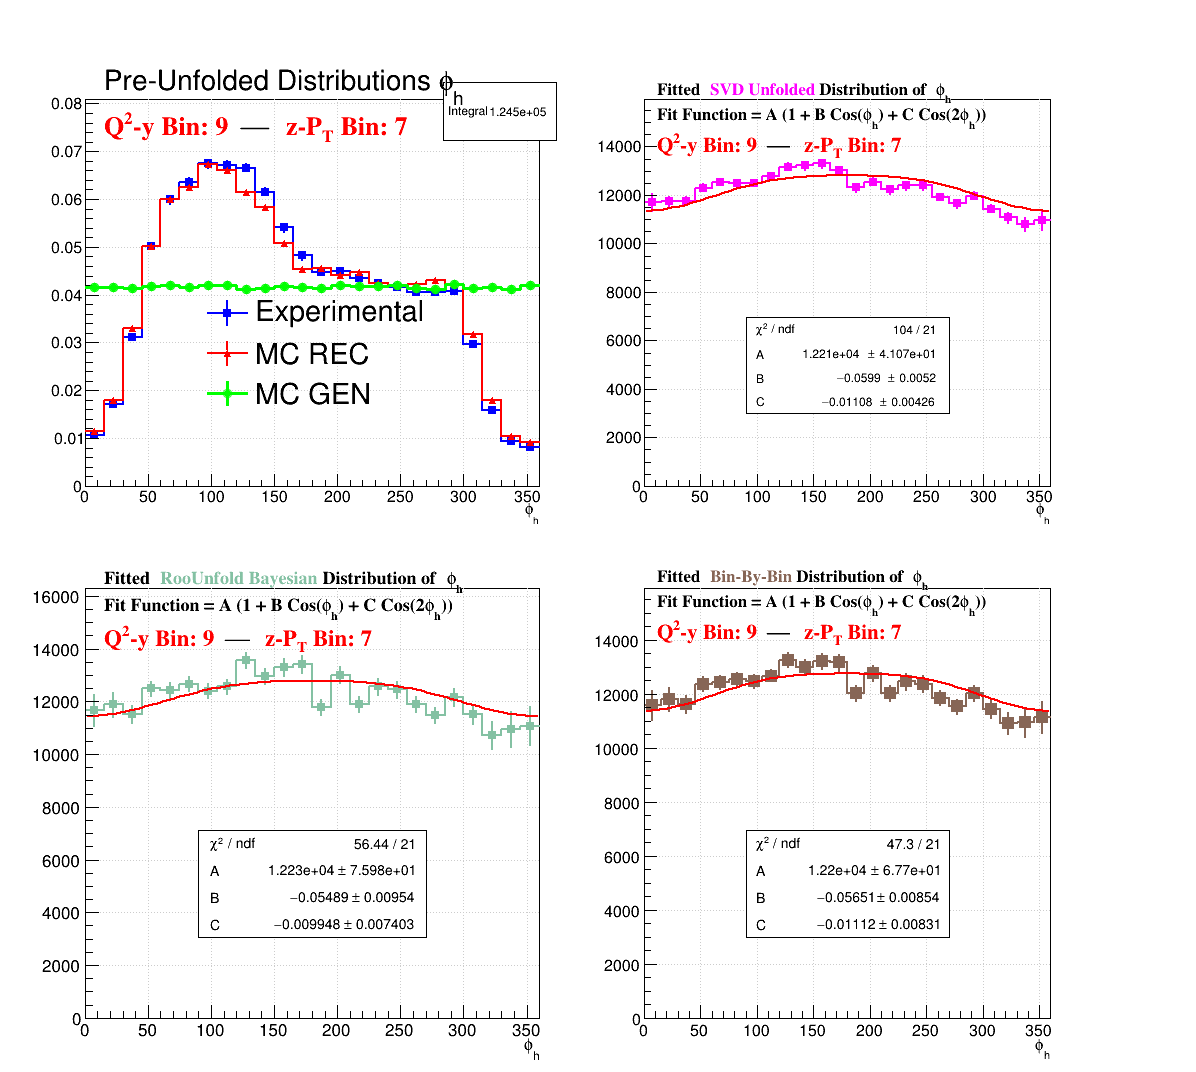 Pre-Unfolded Distributions ϕh
Integral 1.245e+05
Q²-y Bin: 9 — z-PT Bin: 7
0.08
0.07
0.06
0.05
0.04
0.03
0.02
0.01
0
Experimental
MC REC
MC GEN
0 50 100 150 200 250 300 350
ϕh
Fitted SVD Unfolded Distribution of ϕh
Fit Function = A (1 + B Cos(ϕh) + C Cos(2ϕh))
Q²-y Bin: 9 — z-PT Bin: 7
14000
12000
10000
8000
6000
4000
2000
0
χ² / ndf 104 / 21
A 1.221e+04 ± 4.107e+01
B −0.0599 ± 0.0052
C −0.01108 ± 0.00426
0 50 100 150 200 250 300 350
ϕh
Fitted RooUnfold Bayesian Distribution of ϕh
Fit Function = A (1 + B Cos(ϕh) + C Cos(2ϕh))
Q²-y Bin: 9 — z-PT Bin: 7
16000
14000
12000
10000
8000
6000
4000
2000
0
χ² / ndf 56.44 / 21
A 1.223e+04 ± 7.598e+01
B −0.05489 ± 0.00954
C −0.009948 ± 0.007403
0 50 100 150 200 250 300 350
ϕh
Fitted Bin-By-Bin Distribution of ϕh
Fit Function = A (1 + B Cos(ϕh) + C Cos(2ϕh))
Q²-y Bin: 9 — z-PT Bin: 7
14000
12000
10000
8000
6000
4000
2000
0
χ² / ndf 47.3 / 21
A 1.22e+04 ± 6.77e+01
B −0.05651 ± 0.00854
C −0.01112 ± 0.00831
0 50 100 150 200 250 300 350
ϕh